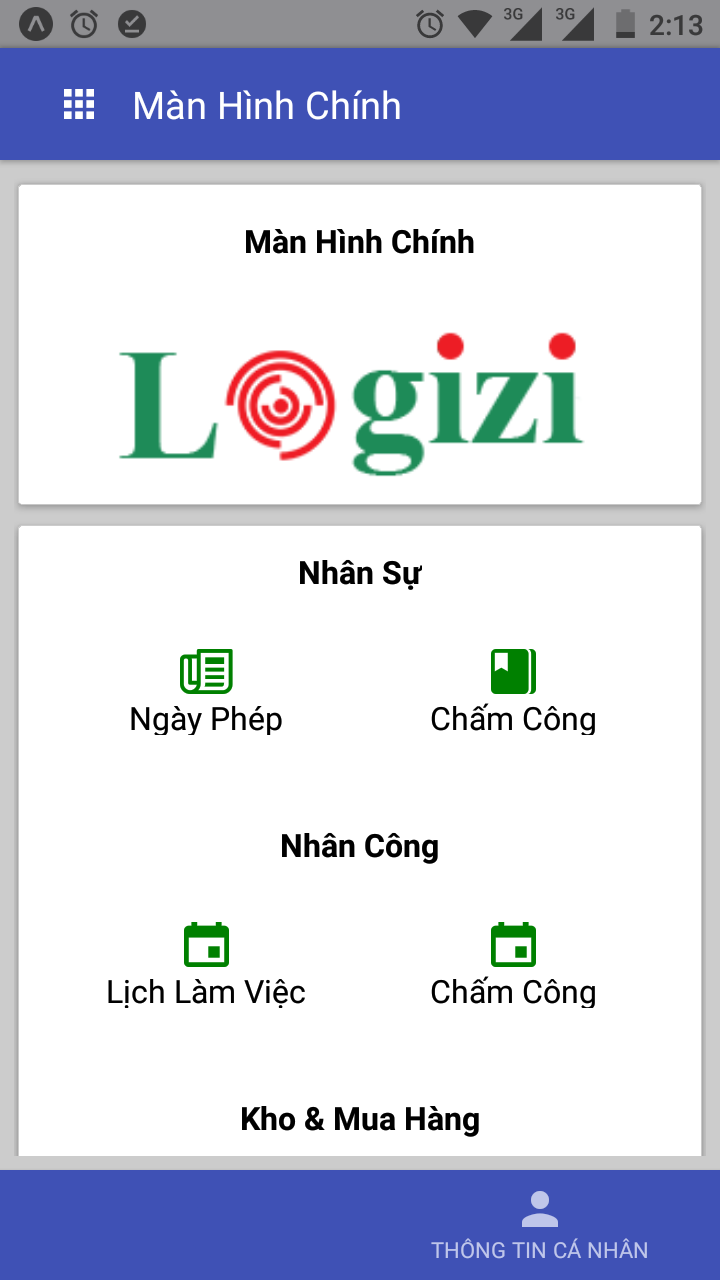 3G 3G 2:13
Màn Hình Chính
Màn Hình Chính
Logizi
Nhân Sự
Ngày Phép Chấm Công
Nhân Công
Lịch Làm Việc Chấm Công
Kho & Mua Hàng
THÔNG TIN CÁ NHÂN